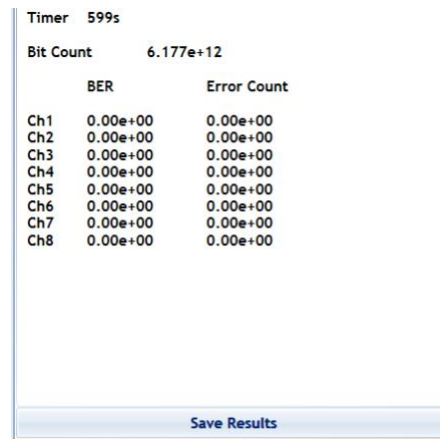 Timer 599s
Bit Count 6.177e+12
BER Error Count
Ch1 0.00e+00 0.00e+00
Ch2 0.00e+00 0.00e+00
Ch3 0.00e+00 0.00e+00
Ch4 0.00e+00 0.00e+00
Ch5 0.00e+00 0.00e+00
Ch6 0.00e+00 0.00e+00
Ch7 0.00e+00 0.00e+00
Ch8 0.00e+00 0.00e+00
Save Results